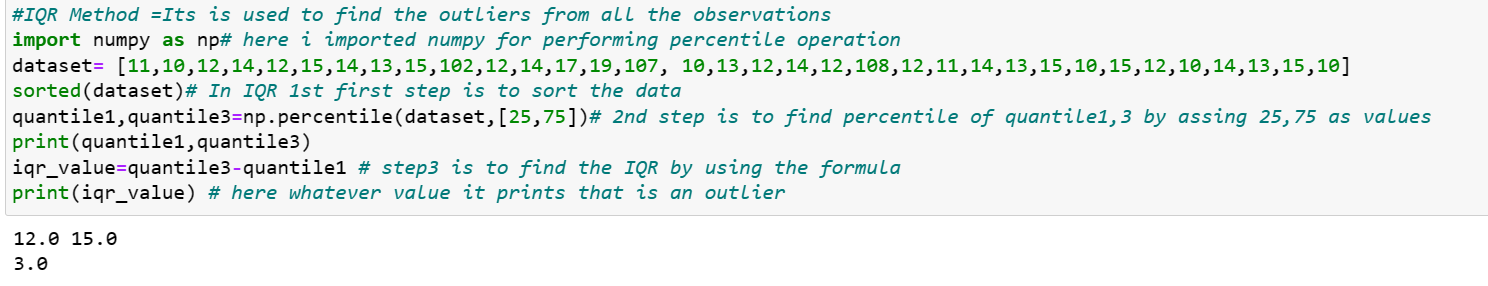 #IQR Method =Its is used to find the outliers from all the observations
import numpy as np# here i imported numpy for performing percentile operation
dataset= [11,10,12,14,12,15,14,13,15,102,12,14,17,19,107, 10,13,12,14,12,108,12,11,14,13,15,10,15,12,10,14,13,15,10]
sorted(dataset)# In IQR 1st first step is to sort the data
quantile1,quantile3=np.percentile(dataset,[25,75])# 2nd step is to find percentile of quantile1,3 by assing 25,75 as values
print(quantile1,quantile3)
iqr_value=quantile3-quantile1 # step3 is to find the IQR by using the formula
print(iqr_value) # here whatever value it prints that is an outlier
12.0 15.0
3.0